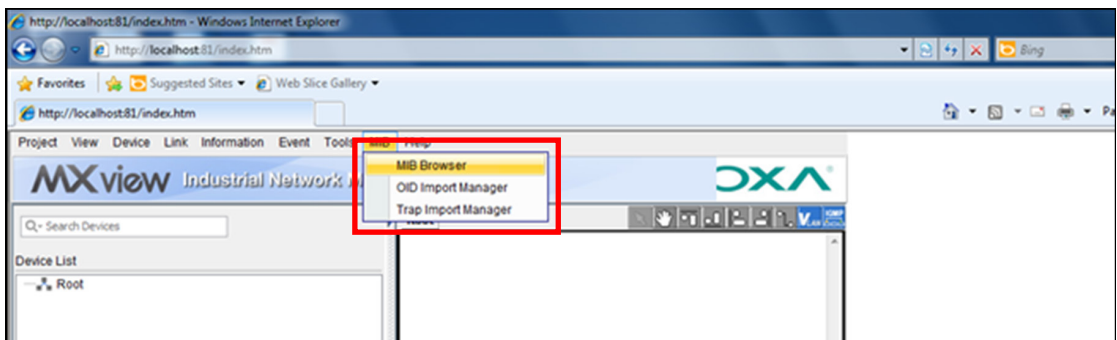 http://localhost:81/index.htm - Windows Internet Explorer
http://localhost:81/index.htm
Bing
Favorites Suggested Sites Web Slice Gallery
http://localhost:81/index.htm
Project View Device Link Information Event Tools MIB Help
MXview Industrial Network
MIB Browser
OID Import Manager
Trap Import Manager
Search Devices
Root
Device List
Root